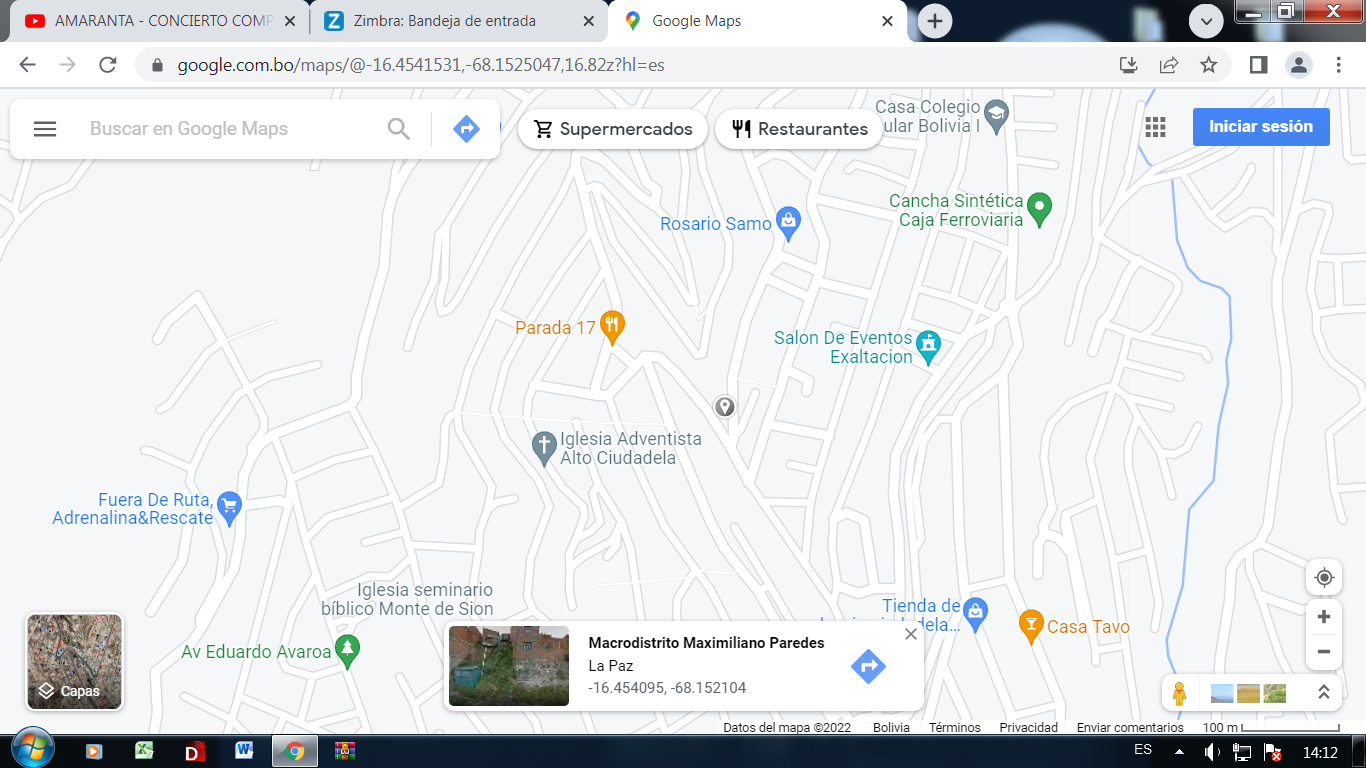 AMARANTA - CONCIERTO COMP
Zimbra: Bandeja de entrada
Google Maps
google.com.bo/maps/@-16.4541531,-68.1525047,16.82z?hl=es
Buscar en Google Maps
Supermercados
Restaurantes
Casa Colegio
ular Bolivia I
Iniciar sesión
Cancha Sintética
Caja Ferroviaria
Rosario Samo
Parada 17
Salon De Eventos
Exaltacion
Iglesia Adventista
Alto Ciudadela
Fuera De Ruta,
Adrenalina&Rescate
Iglesia seminario
bíblico Monte de Sion
Av Eduardo Avaroa
Tienda de
Casa Tavo
Capas
Macrodistrito Maximiliano Paredes
La Paz
-16.454095, -68.152104
Datos del mapa ©2022
Bolivia
Términos
Privacidad
Enviar comentarios
100 m
ES
14:12